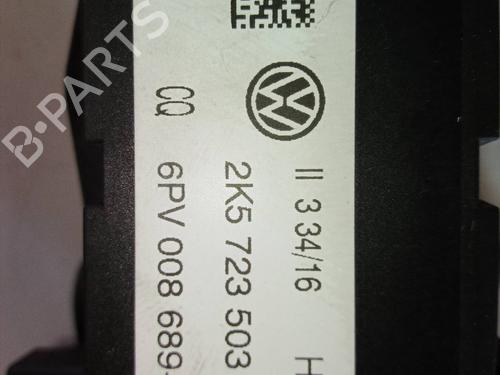 B-PARTS
II 3 34/16 H
2K5 723 503
CQ 6PV 008 689-